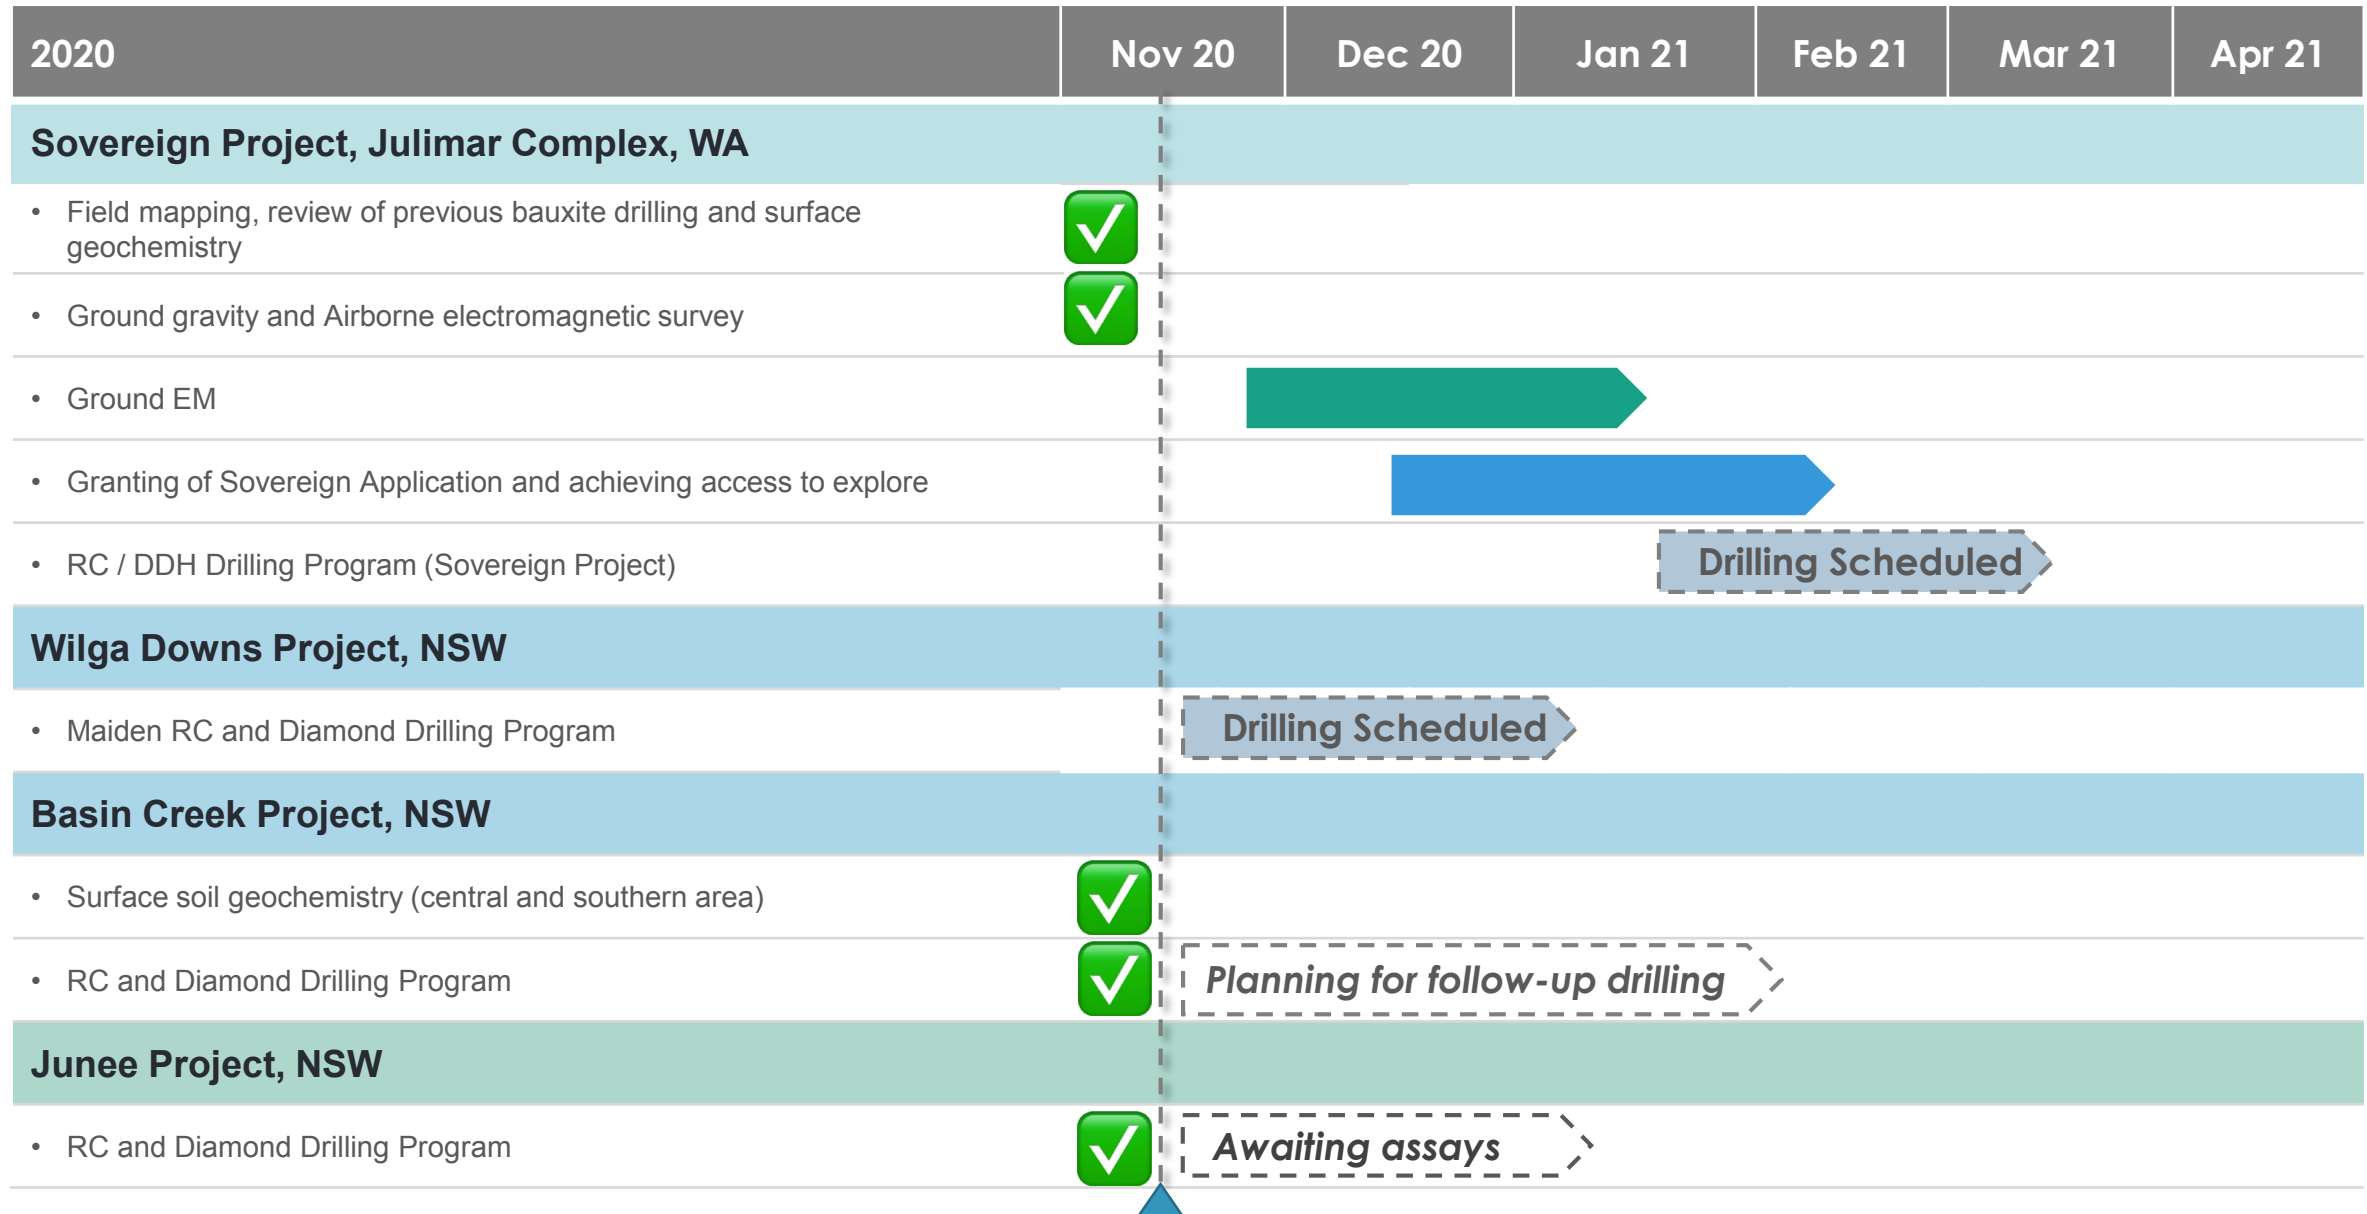 2020 Nov 20 Dec 20 Jan 21 Feb 21 Mar 21 Apr 21
Sovereign Project, Julimar Complex, WA
• Field mapping, review of previous bauxite drilling and surface
geochemistry
• Ground gravity and Airborne electromagnetic survey
• Ground EM
• Granting of Sovereign Application and achieving access to explore
• RC / DDH Drilling Program (Sovereign Project) Drilling Scheduled
Wilga Downs Project, NSW
• Maiden RC and Diamond Drilling Program Drilling Scheduled
Basin Creek Project, NSW
• Surface soil geochemistry (central and southern area)
• RC and Diamond Drilling Program Planning for follow-up drilling
Junee Project, NSW
• RC and Diamond Drilling Program Awaiting assays